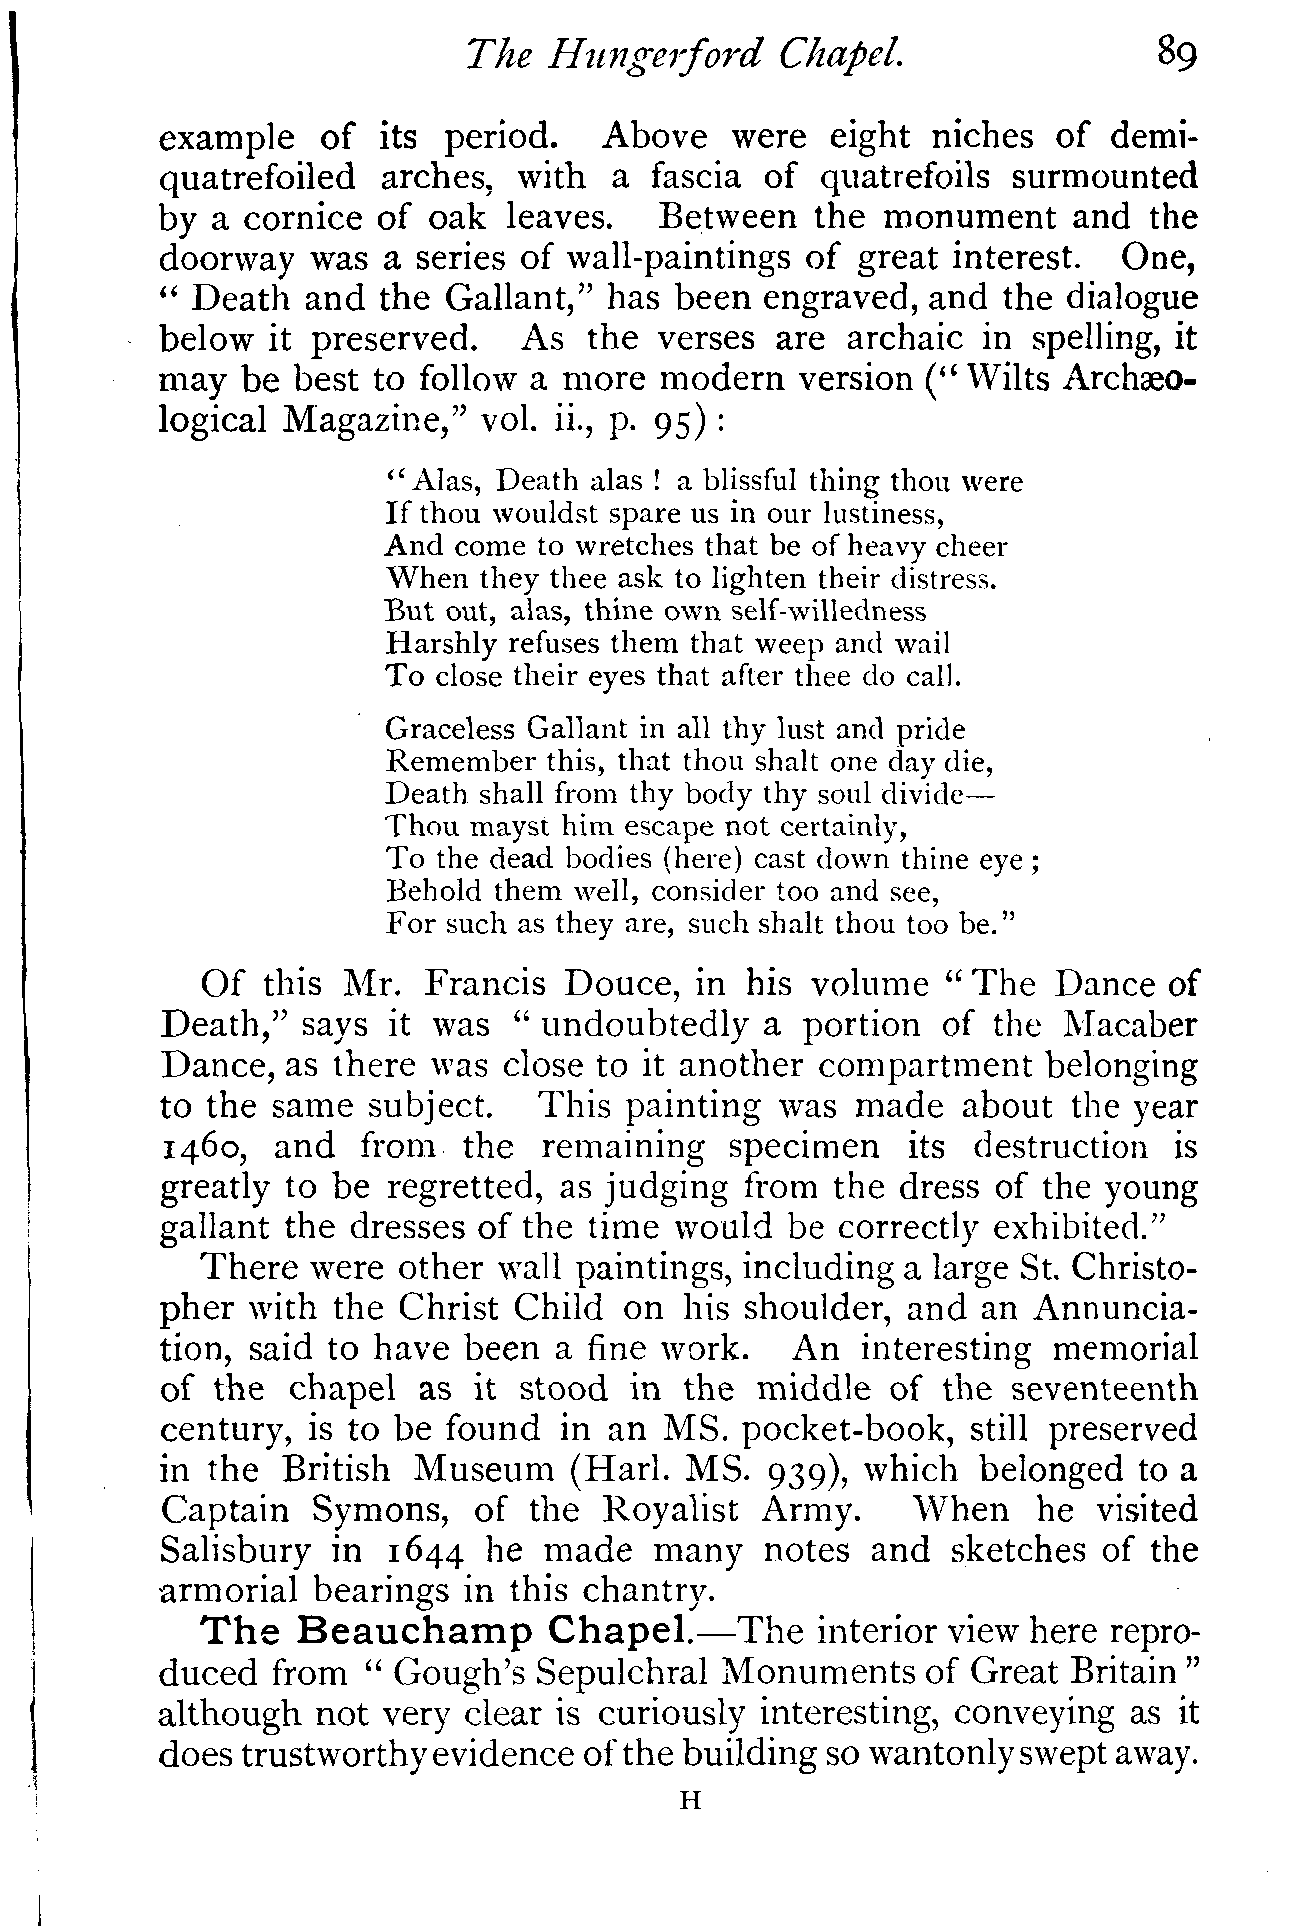 The Hungerford Chapel. 89
example of its period. Above were eight niches of demi-
quatrefoiled arches, with a fascia of quatrefoils surmounted
by a cornice of oak leaves. Between the monument and the
doorway was a series of wall-paintings of great interest. One,
“ Death and the Gallant,” has been engraved, and the dialogue
below it preserved. As the verses are archaic in spelling, it
may be best to follow a more modern version (“ Wilts Archæo-
logical Magazine,” vol. ii., p. 95) :
“Alas, Death alas ! a blissful thing thou were
If thou wouldst spare us in our lustiness,
And come to wretches that be of heavy cheer
When they thee ask to lighten their distress.
But out, alas, thine own self-willedness
Harshly refuses them that weep and wail
To close their eyes that after thee do call.
Graceless Gallant in all thy lust and pride
Remember this, that thou shalt one day die,
Death shall from thy body thy soul divide—
Thou mayst him escape not certainly,
To the dead bodies (here) cast down thine eye ;
Behold them well, consider too and see,
For such as they are, such shalt thou too be.”
Of this Mr. Francis Douce, in his volume “ The Dance of
Death,” says it was “ undoubtedly a portion of the Macaber
Dance, as there was close to it another compartment belonging
to the same subject. This painting was made about the year
1460, and from the remaining specimen its destruction is
greatly to be regretted, as judging from the dress of the young
gallant the dresses of the time would be correctly exhibited.”
There were other wall paintings, including a large St. Christo-
pher with the Christ Child on his shoulder, and an Annuncia-
tion, said to have been a fine work. An interesting memorial
of the chapel as it stood in the middle of the seventeenth
century, is to be found in an MS. pocket-book, still preserved
in the British Museum (Harl. MS. 939), which belonged to a
Captain Symons, of the Royalist Army. When he visited
Salisbury in 1644 he made many notes and sketches of the
armorial bearings in this chantry.
The Beauchamp Chapel.—The interior view here repro-
duced from “ Gough’s Sepulchral Monuments of Great Britain ”
although not very clear is curiously interesting, conveying as it
does trustworthy evidence of the building so wantonly swept away.
H